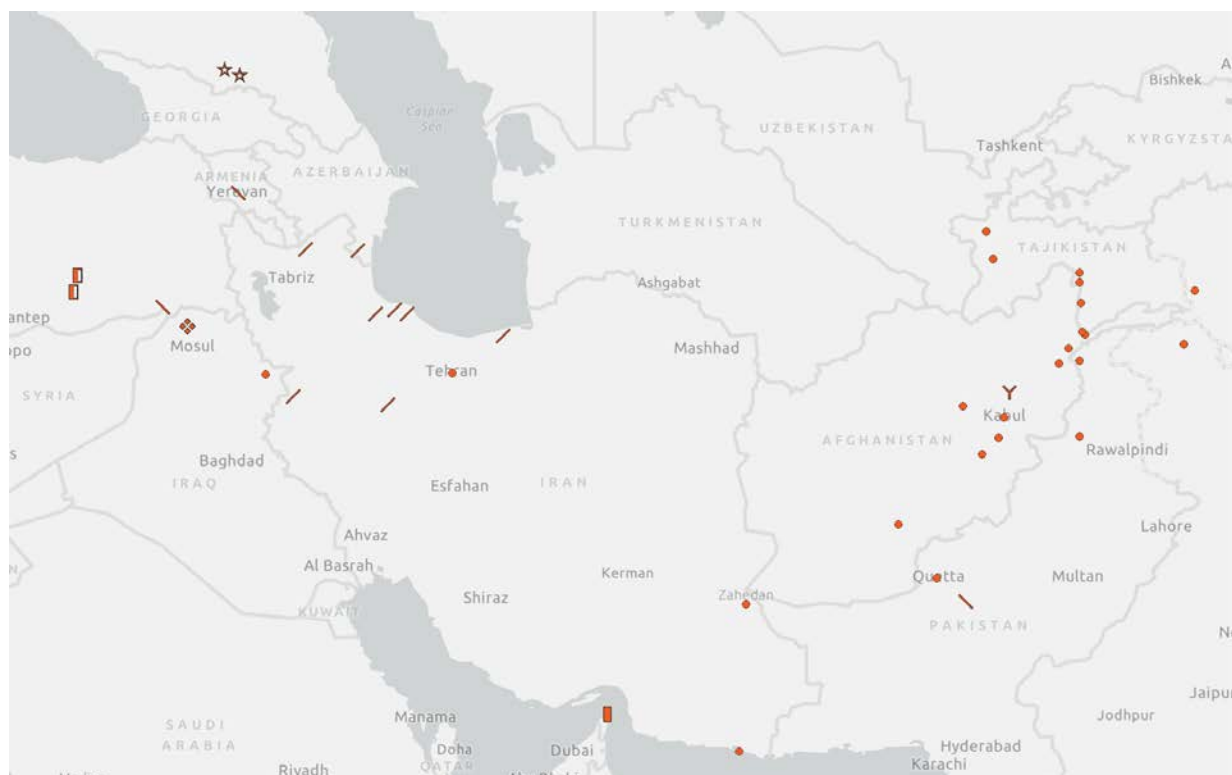 Bishkek
Caspian
Sea
GEORGIA
UZBEKISTAN
KYRGYZSTA
Tashkent
ARMENIA
AZERBAIJAN
Yerevan
TURKMENISTAN
TAJIKISTAN
Tabriz
Ashgabat
antep
Mosul
Mashhad
opo
Tehran
SYRIA
Kabul
AFGHANISTAN
Rawalpindi
Baghdad
IRAQ
Esfahan
IRAN
Lahore
Ahvaz
Al Basrah
Kerman
Quetta
Multan
Zahedan
Shiraz
KUWAIT
PAKISTAN
Jaipur
SAUDI
ARABIA
Manama
Jodhpur
Doha
Dubai
Hyderabad
QATAR
Karachi
Riyadh